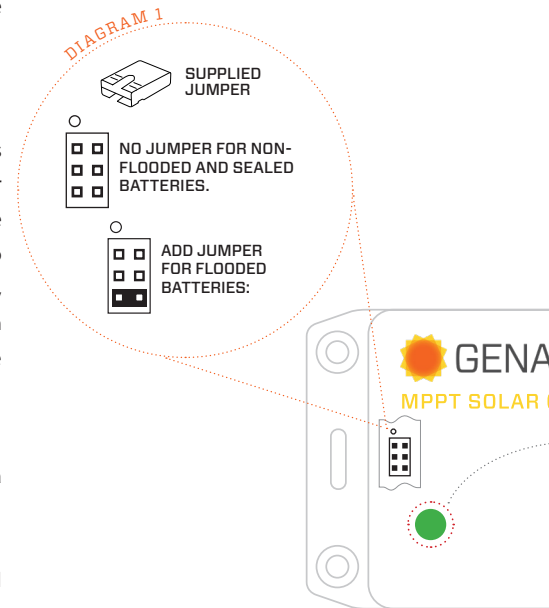 DIAGRAM 1
SUPPLIED
JUMPER
NO JUMPER FOR NON-
FLOODED AND SEALED
BATTERIES.
ADD JUMPER
FOR FLOODED
BATTERIES:
GENA
MPPT SOLAR